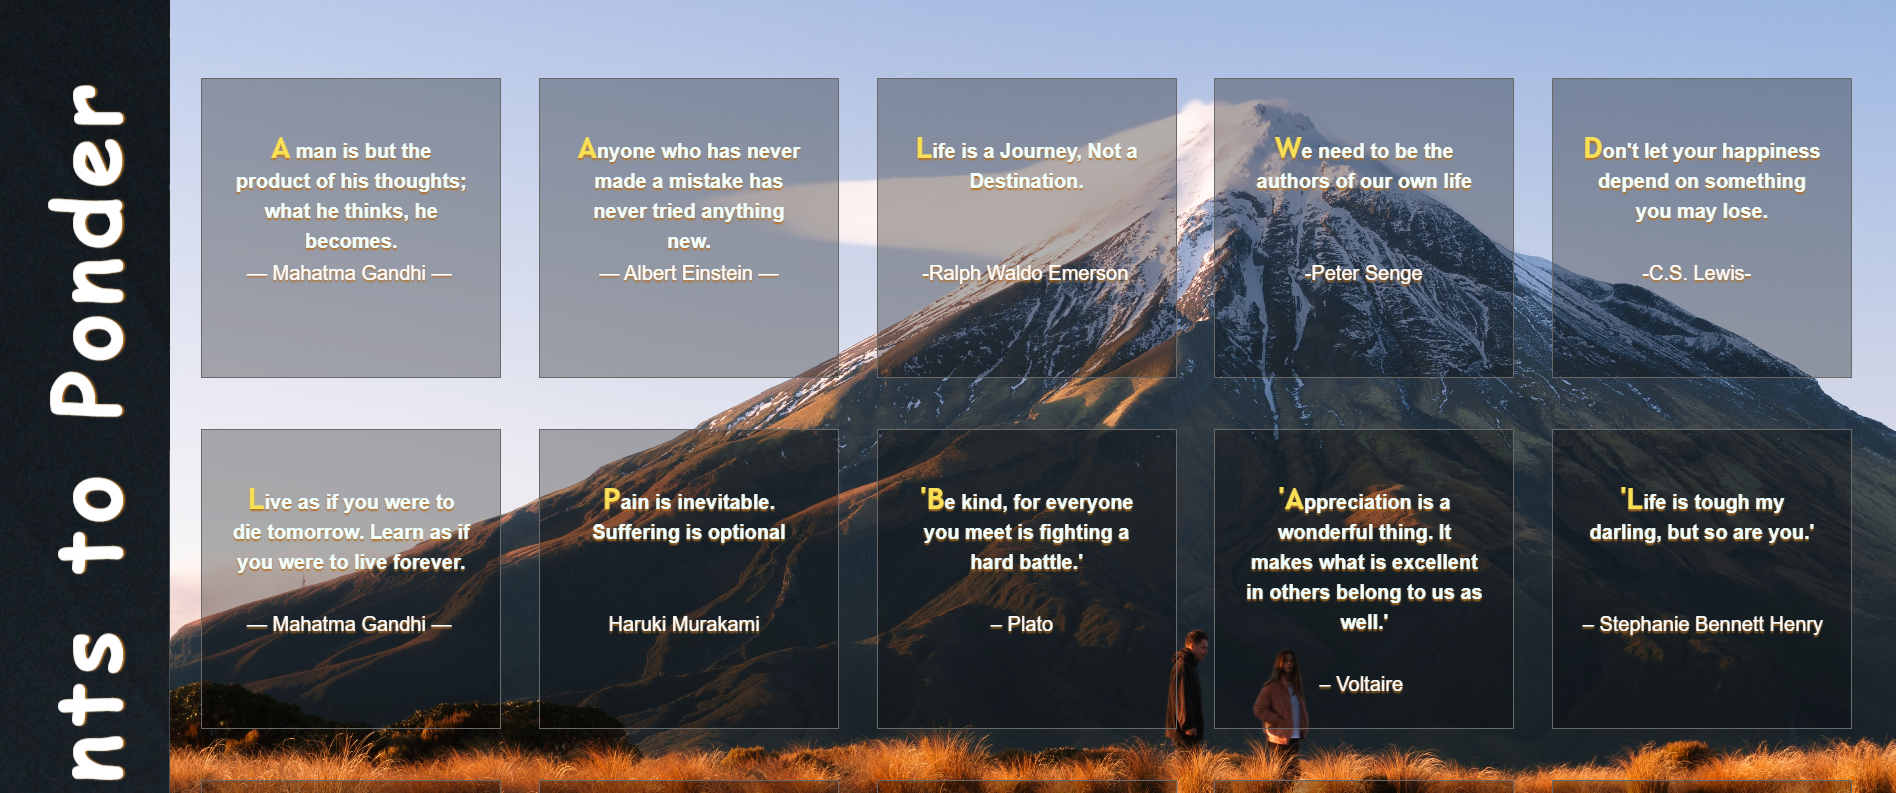 nts to Ponder
A man is but the
product of his thoughts;
what he thinks, he
becomes.
— Mahatma Gandhi —
Anyone who has never
made a mistake has
never tried anything
new.
— Albert Einstein —
Life is a Journey, Not a
Destination.
-Ralph Waldo Emerson
We need to be the
authors of our own life
-Peter Senge
Don't let your happiness
depend on something
you may lose.
-C.S. Lewis-
Live as if you were to
die tomorrow. Learn as if
you were to live forever.
— Mahatma Gandhi —
Pain is inevitable.
Suffering is optional
Haruki Murakami
'Be kind, for everyone
you meet is fighting a
hard battle.'
– Plato
'Appreciation is a
wonderful thing. It
makes what is excellent
in others belong to us as
well.'
– Voltaire
'Life is tough my
darling, but so are you.'
– Stephanie Bennett Henry